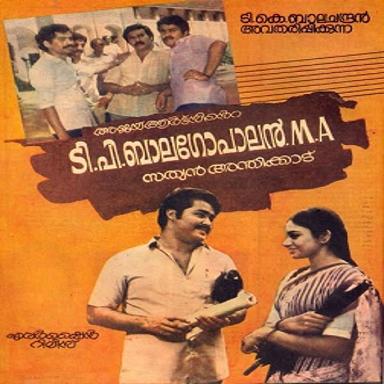 ടി.കെ.ബാലചന്ദ്രൻ
അവതരിപ്പിക്കുന്ന
ടി.പി.ബാലഗോപാലൻ.M.A
സത്യൻ അന്തിക്കാട്
റിലീസ്